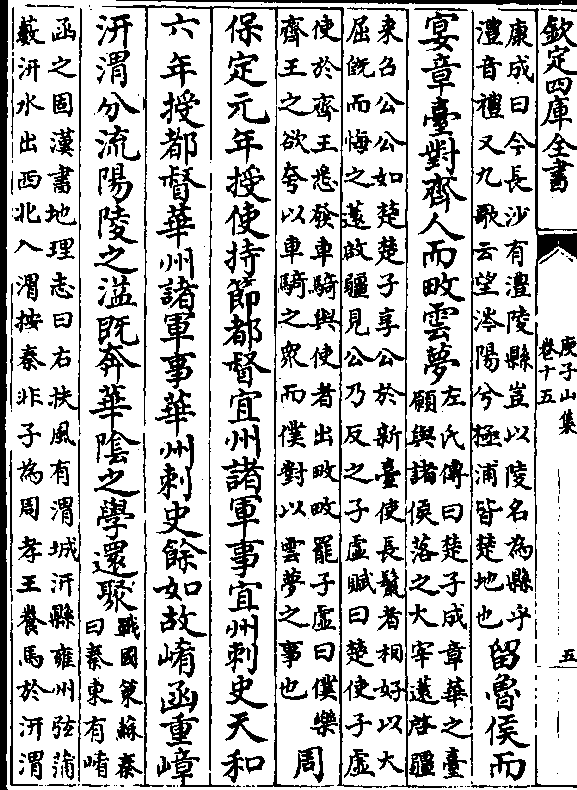 欽定四庫全書
庾子山集
卷十五
五
康成曰今長沙有澧陵縣豈以陵名為縣乎
澧音禮又九歌云望涔陽兮極浦皆楚地也
留魯侯而
宴章臺對齊人而畋雲夢
左氏傳曰楚子成章華之臺
願與諸侯落之大宰薳啓疆
來召公公如楚楚子享公於新臺使長鬣者相好以大
屈旣而悔之薳啟疆見公乃反之子虛賦曰楚使子虛
使於齊王悉發車騎與使者出畋畋罷子虛曰僕樂
齊王之欲夸以車騎之衆而僕對以雲夢之事也
周
保定元年授使持節都督宜州諸軍事宜州刺史天和
六年授都督華州諸軍事華州刺史餘如故崤函重嶂
汧渭分流陽陵之溢既奔華陰之學還聚
戰國策蘇秦
曰秦東有崤
函之固漢書地理志曰右扶風有渭城汧縣雍州弦蒲
藪汧水出西北入渭按秦非子為周孝王養馬於汧渭